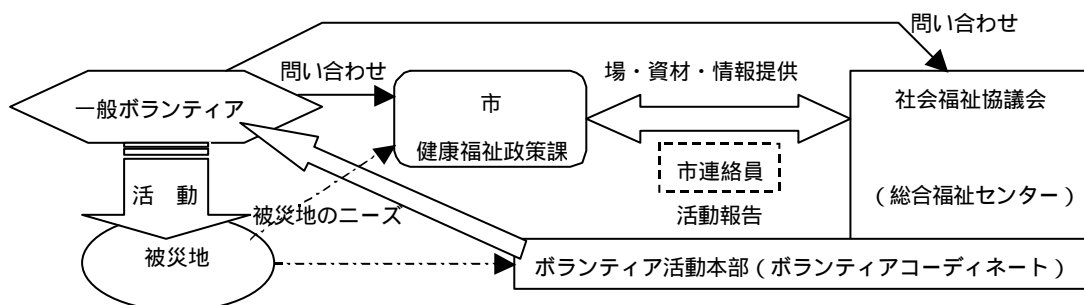 問い合わせ
問い合わせ
場・資材・情報提供
一般ボランティア
市
健康福祉政策課
社会福祉協議会
市連絡員
活　動
(総合福祉センター)
被災地のニーズ
活動報告
被災地
ボランティア活動本部(ボランティアコーディネート)